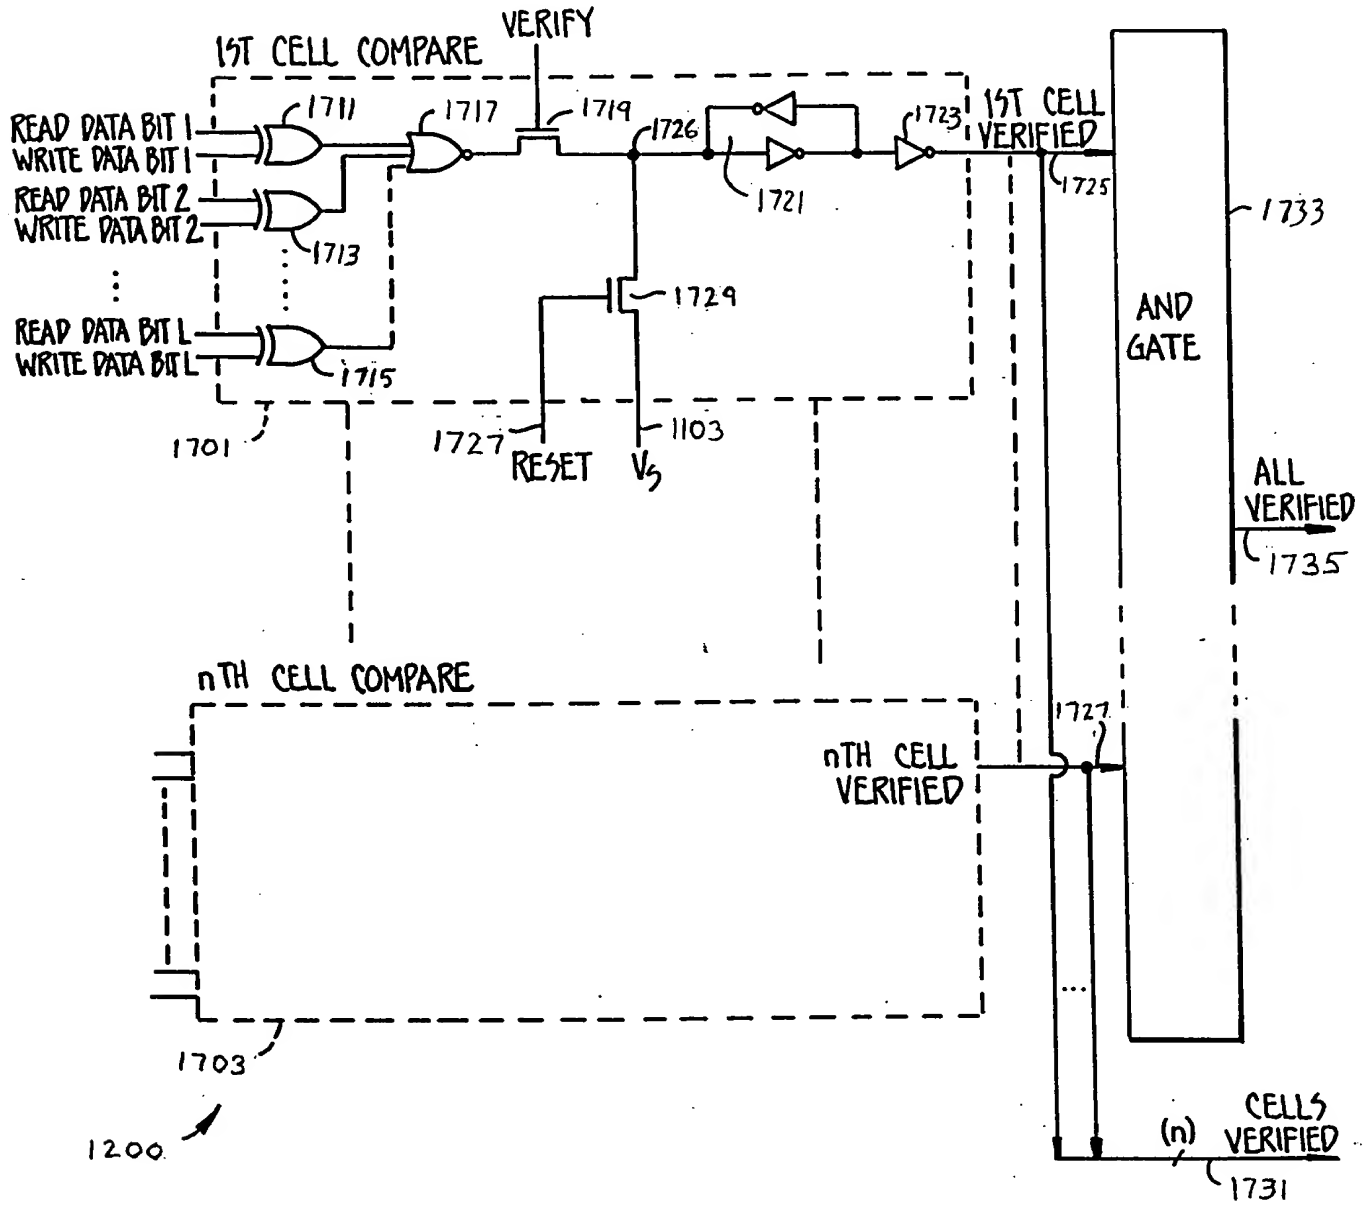 VERIFY
1ST CELL COMPARE
1711
1717
1719
1726
1723
1ST CELL
VERIFIED
READ DATA BIT 1
WRITE DATA BIT 1
1721
1725
READ DATA BIT 2
WRITE DATA BIT 2
1713
1733
1729
AND
GATE
READ DATA BIT L
WRITE DATA BIT L
1715
1701
1727
1103
RESET
VS
ALL
VERIFIED
1735
nTH CELL COMPARE
1727
nTH CELL
VERIFIED
1703
1200
(n)
CELLS
VERIFIED
1731